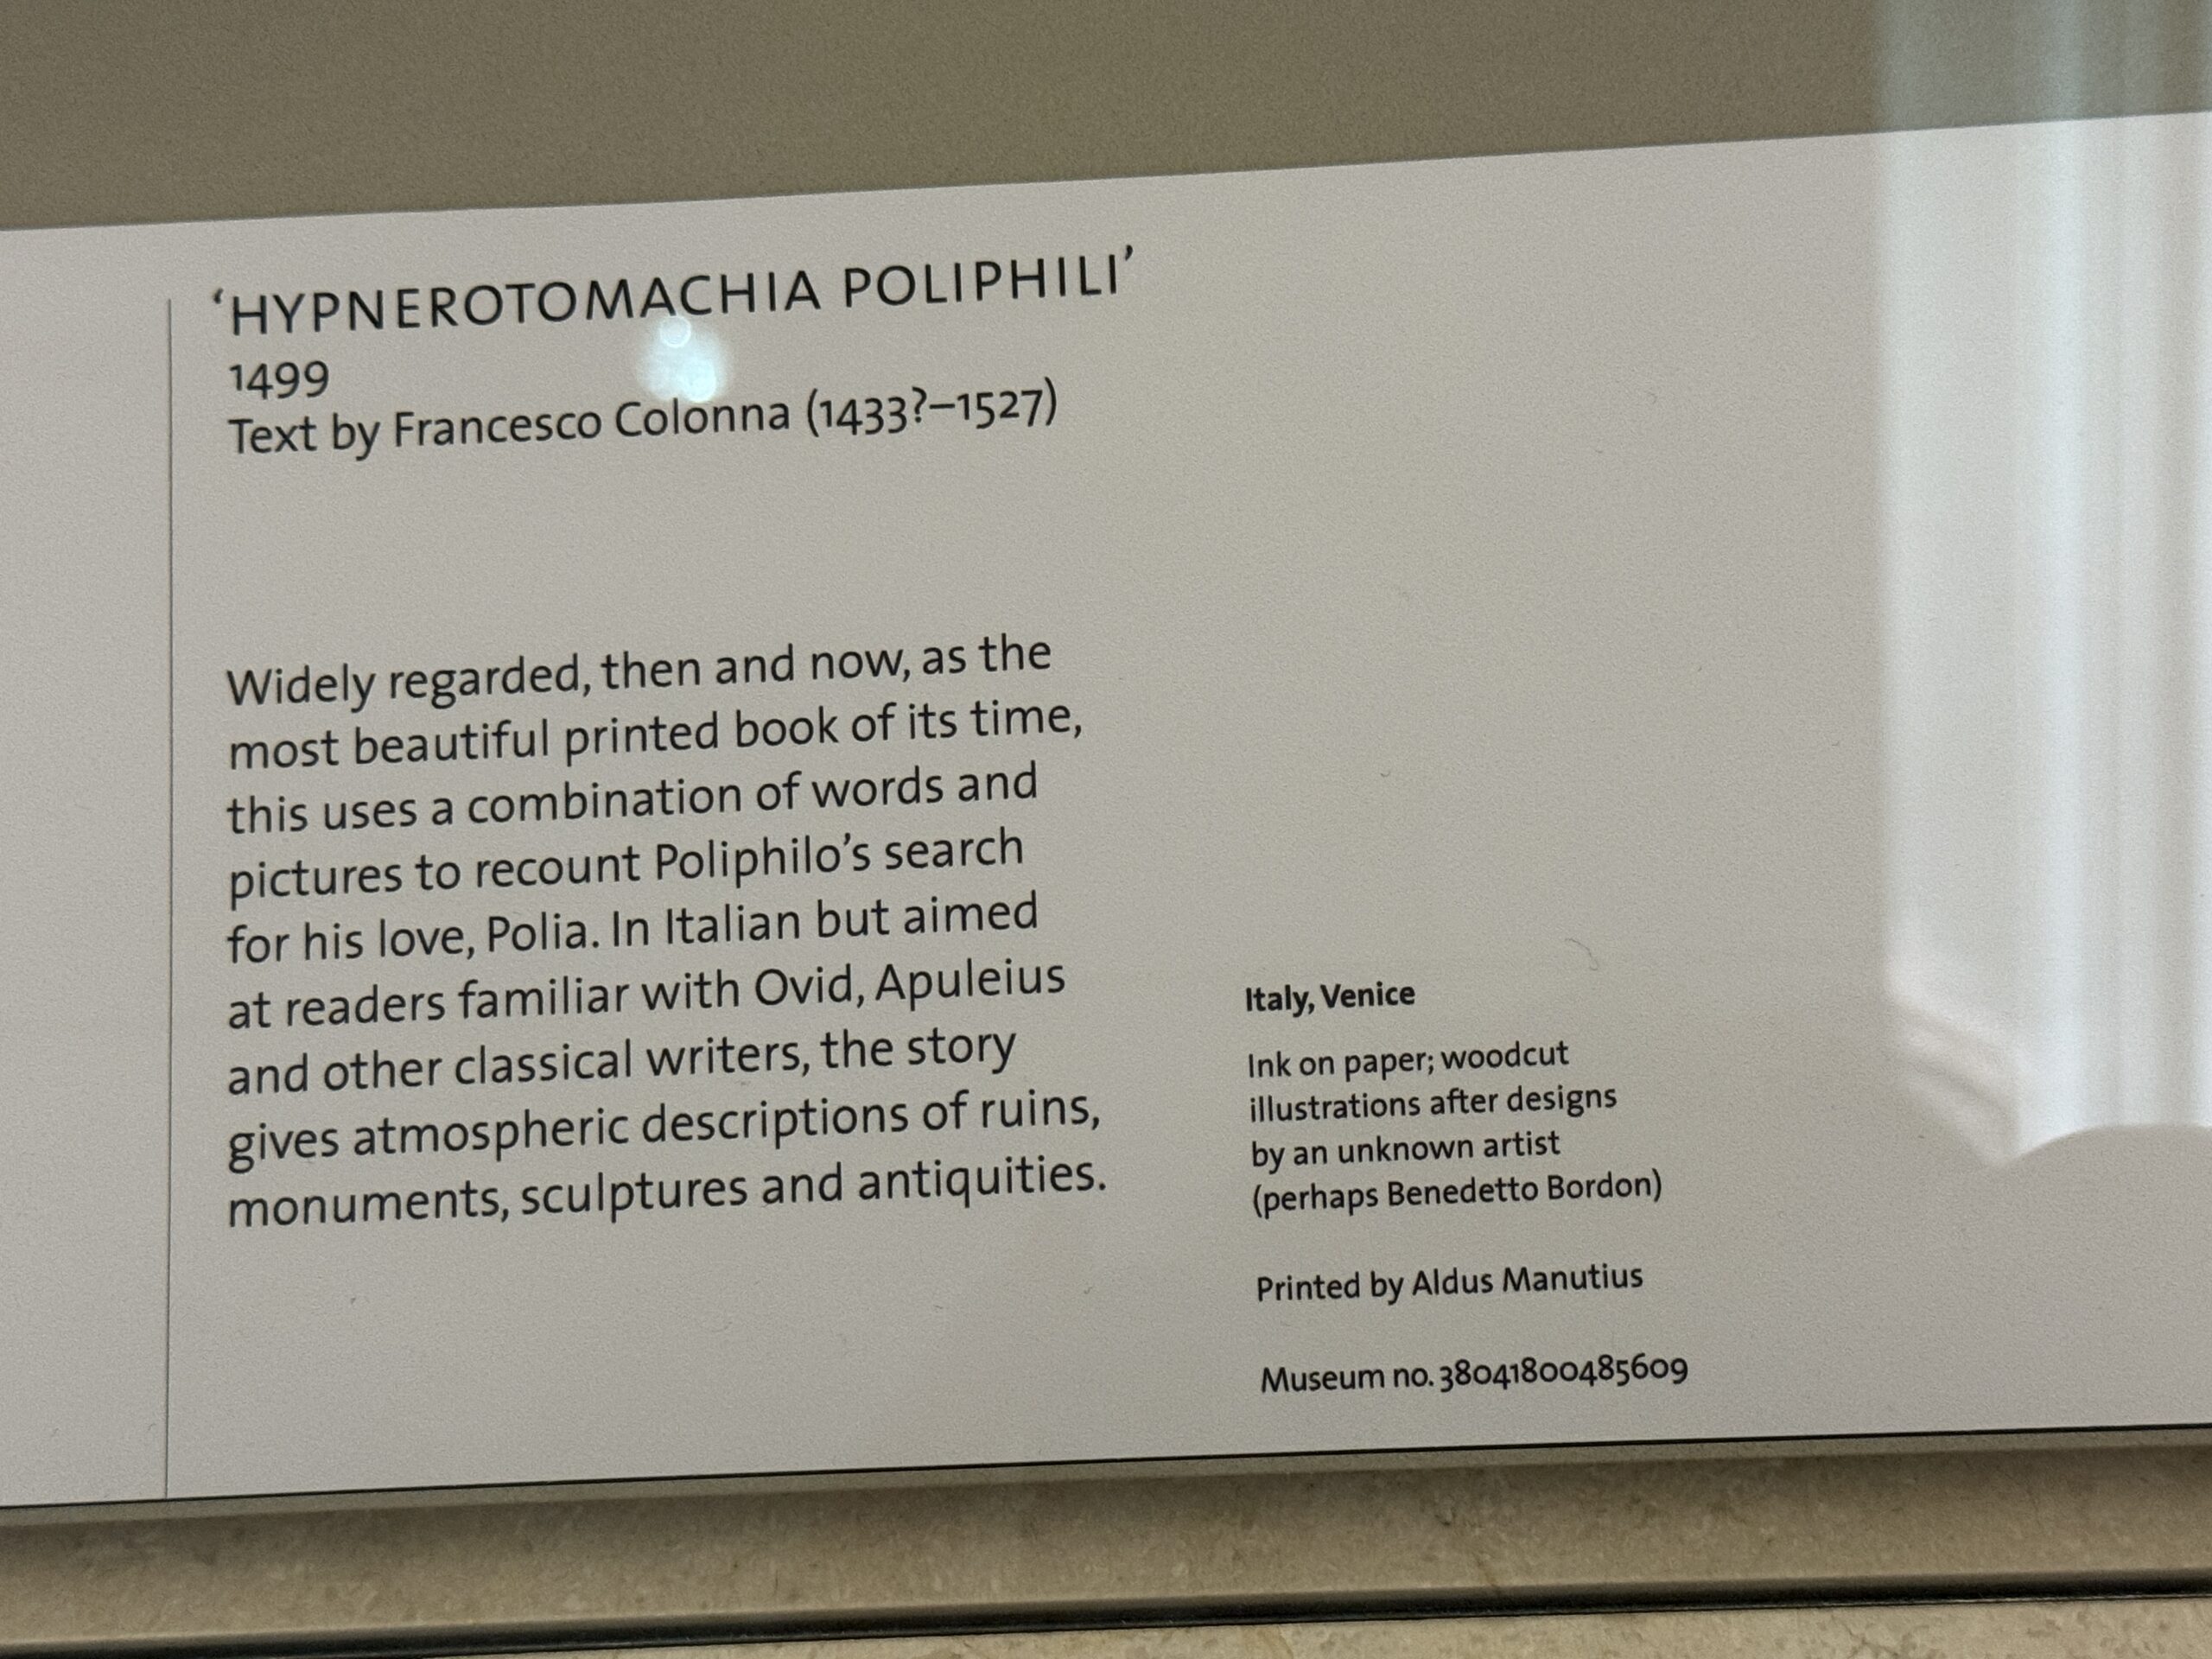 ‘HYPNEROTOMACHIA POLIPHILI’
1499
Text by Francesco Colonna (1433?–1527)
Widely regarded, then and now, as the
most beautiful printed book of its time,
this uses a combination of words and
pictures to recount Poliphilo’s search
for his love, Polia. In Italian but aimed
at readers familiar with Ovid, Apuleius
and other classical writers, the story
gives atmospheric descriptions of ruins,
monuments, sculptures and antiquities.
Italy, Venice
Ink on paper; woodcut
illustrations after designs
by an unknown artist
(perhaps Benedetto Bordon)
Printed by Aldus Manutius
Museum no. 38041800485609